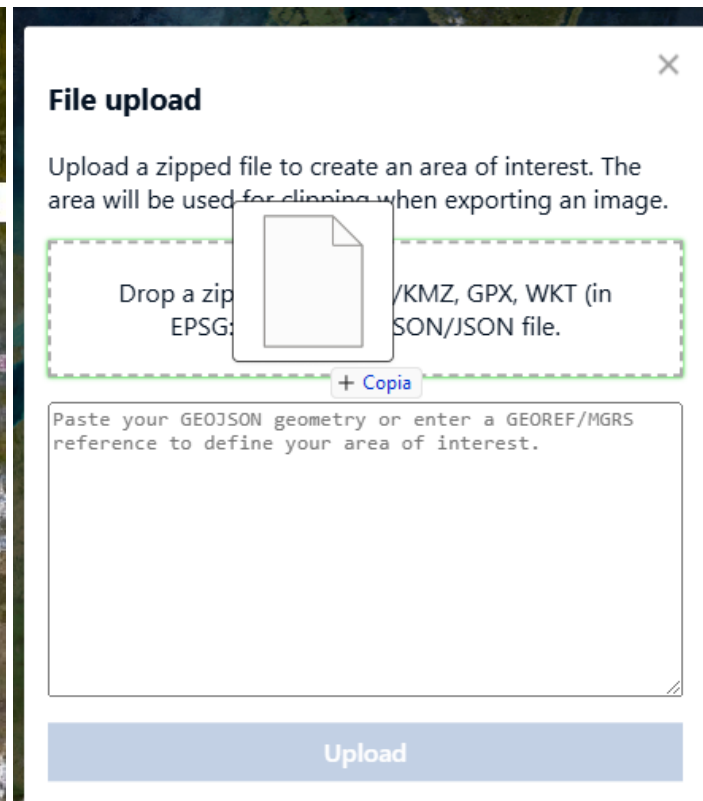 File upload
Upload a zipped file to create an area of interest. The
area will be used for clipping when exporting an image.
Drop a zip /KMZ, GPX, WKT (in
EPSG: SON/JSON file.
+ Copia
Paste your GEOJSON geometry or enter a GEOREF/MGRS
reference to define your area of interest.
Upload